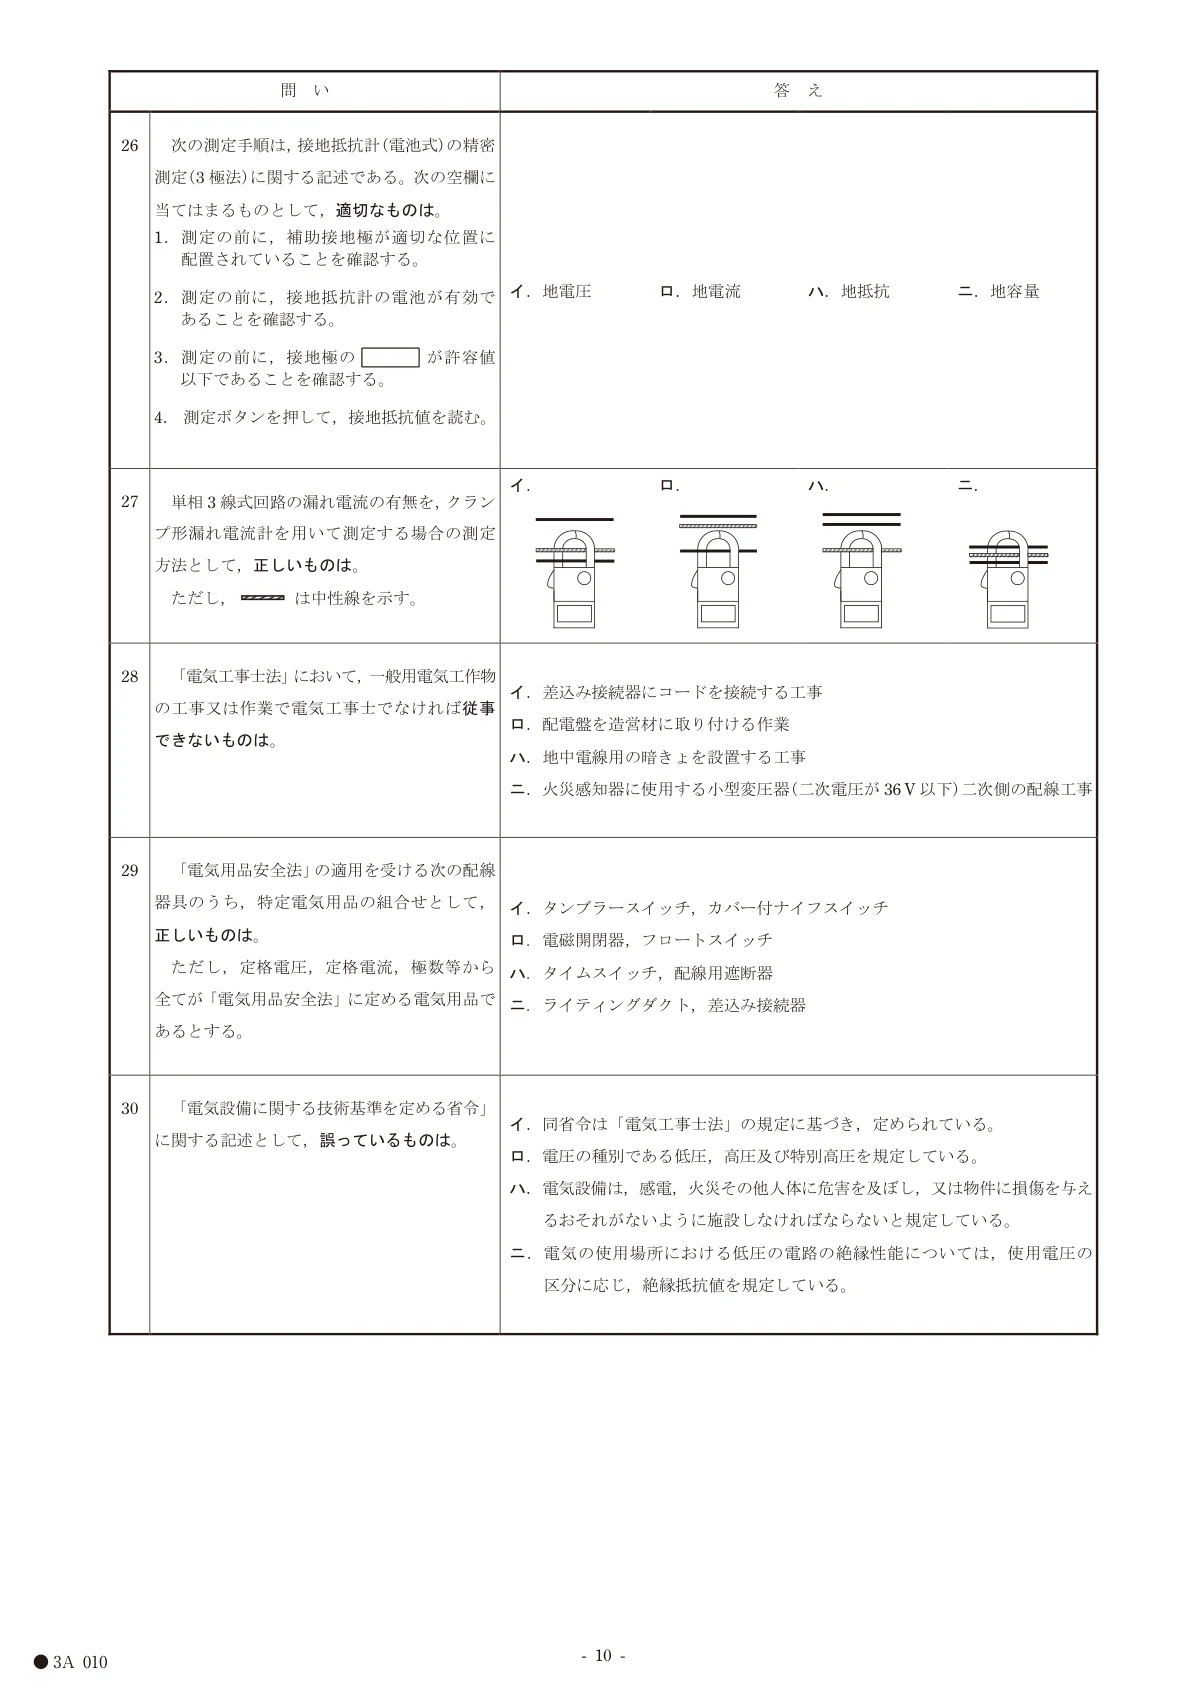 問　い　　答　え
26　次の測定手順は，接地抵抗計（電池式）の精密
測定（3 極法）に関する記述である。次の空欄に
当てはまるものとして，適切なものは。
1．測定の前に，補助接地極が適切な位置に
配置されていることを確認する。
2．測定の前に，接地抵抗計の電池が有効で
あることを確認する。
3．測定の前に，接地極の　が許容値
以下であることを確認する。
4．測定ボタンを押して，接地抵抗値を読む。
イ．地電圧　ロ．地電流　ハ．地抵抗　ニ．地容量
27　単相 3 線式回路の漏れ電流の有無を，クラン
プ形漏れ電流計を用いて測定する場合の測定
方法として，正しいものは。
ただし，　は中性線を示す。
イ．　ロ．　ハ．　ニ．
28　「電気工事士法」において，一般用電気工作物
の工事又は作業で電気工事士でなければ従事
できないものは。
イ．差込み接続器にコードを接続する工事
ロ．配電盤を造営材に取り付ける作業
ハ．地中電線用の暗きょを設置する工事
ニ．火災感知器に使用する小型変圧器（二次電圧が 36 V 以下）二次側の配線工事
29　「電気用品安全法」の適用を受ける次の配線
器具のうち，特定電気用品の組合せとして，
正しいものは。
ただし，定格電圧，定格電流，極数等から
全てが「電気用品安全法」に定める電気用品で
あるとする。
イ．タンブラースイッチ，カバー付ナイフスイッチ
ロ．電磁開閉器，フロートスイッチ
ハ．タイムスイッチ，配線用遮断器
ニ．ライティングダクト，差込み接続器
30　「電気設備に関する技術基準を定める省令」
に関する記述として，誤っているものは。
イ．同省令は「電気工事士法」の規定に基づき，定められている。
ロ．電圧の種別である低圧，高圧及び特別高圧を規定している。
ハ．電気設備は，感電，火災その他人体に危害を及ぼし，又は物件に損傷を与え
るおそれがないように施設しなければならないと規定している。
ニ．電気の使用場所における低圧の電路の絶縁性能については，使用電圧の
区分に応じ，絶縁抵抗値を規定している。
- 10 -
●3A 010